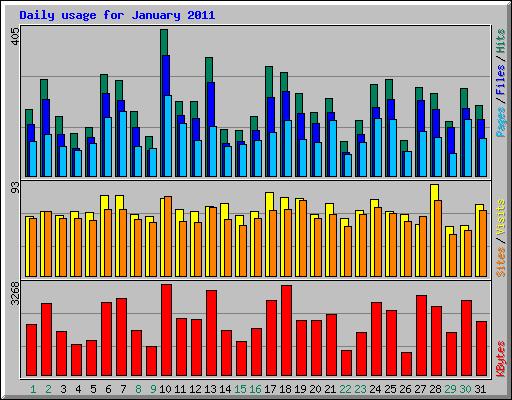 Daily usage for January 2011
405
Pages / Files / Hits
93
Sites / Visits
3268
KBytes
1 2 3 4 5 6 7 8 9 10 11 12 13 14 15 16 17 18 19 20 21 22 23 24 25 26 27 28 29 30 31